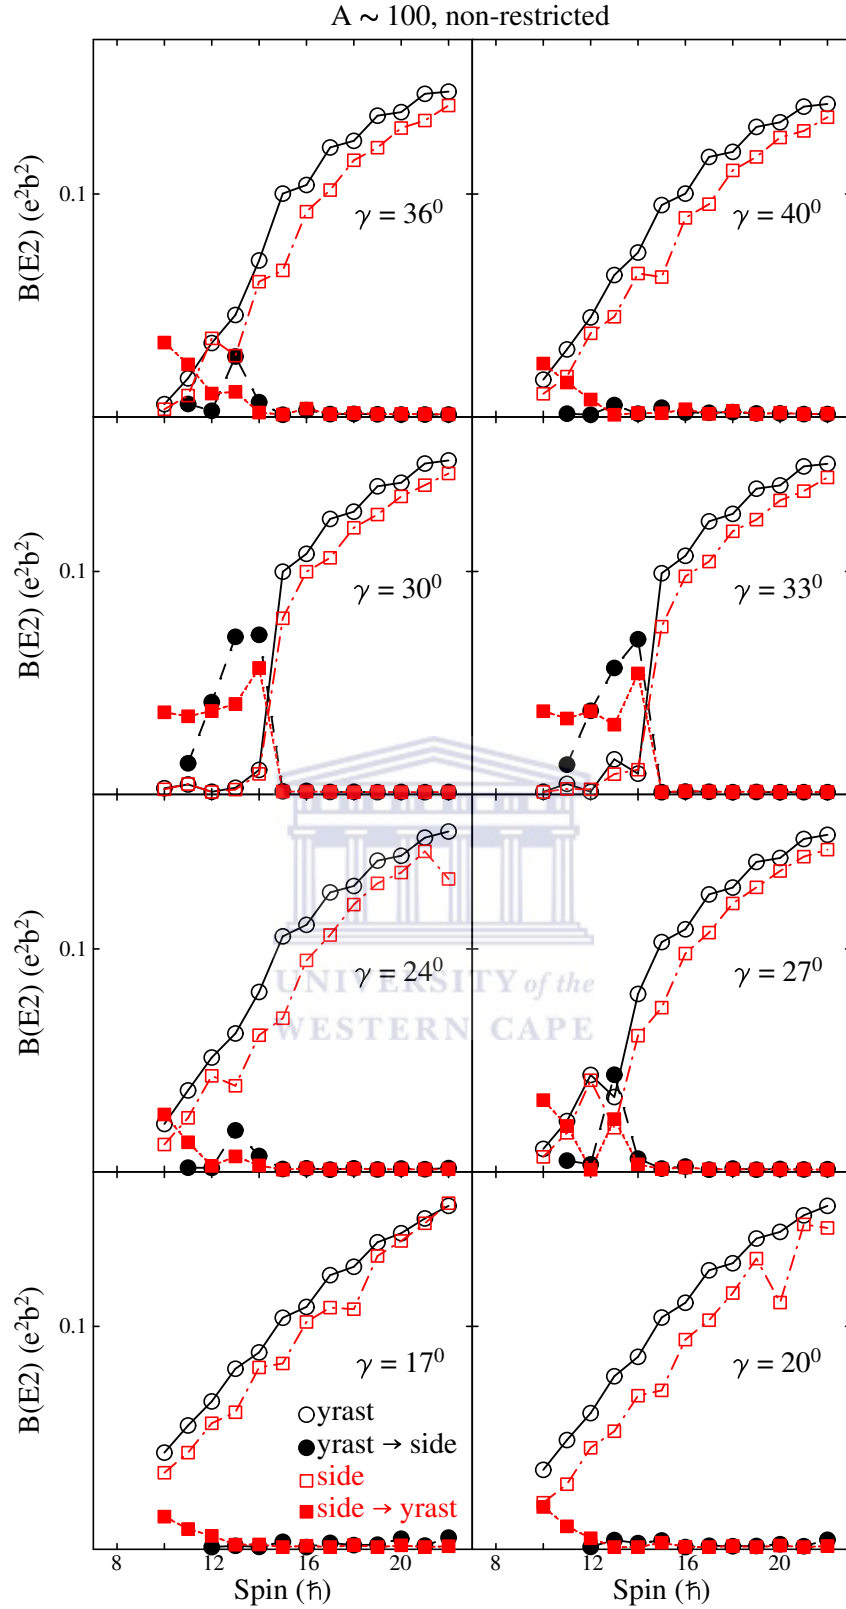 A ~ 100, non-restricted
B(E2) (e²b²)
0.1
γ = 36⁰
γ = 40⁰
B(E2) (e²b²)
0.1
γ = 30⁰
γ = 33⁰
B(E2) (e²b²)
0.1
γ = 24⁰
γ = 27⁰
UNIVERSITY of the
WESTERN CAPE
B(E2) (e²b²)
0.1
γ = 17⁰
γ = 20⁰
yrast
yrast → side
side
side → yrast
8 12 16 20 8 12 16 20
Spin (ħ) Spin (ħ)